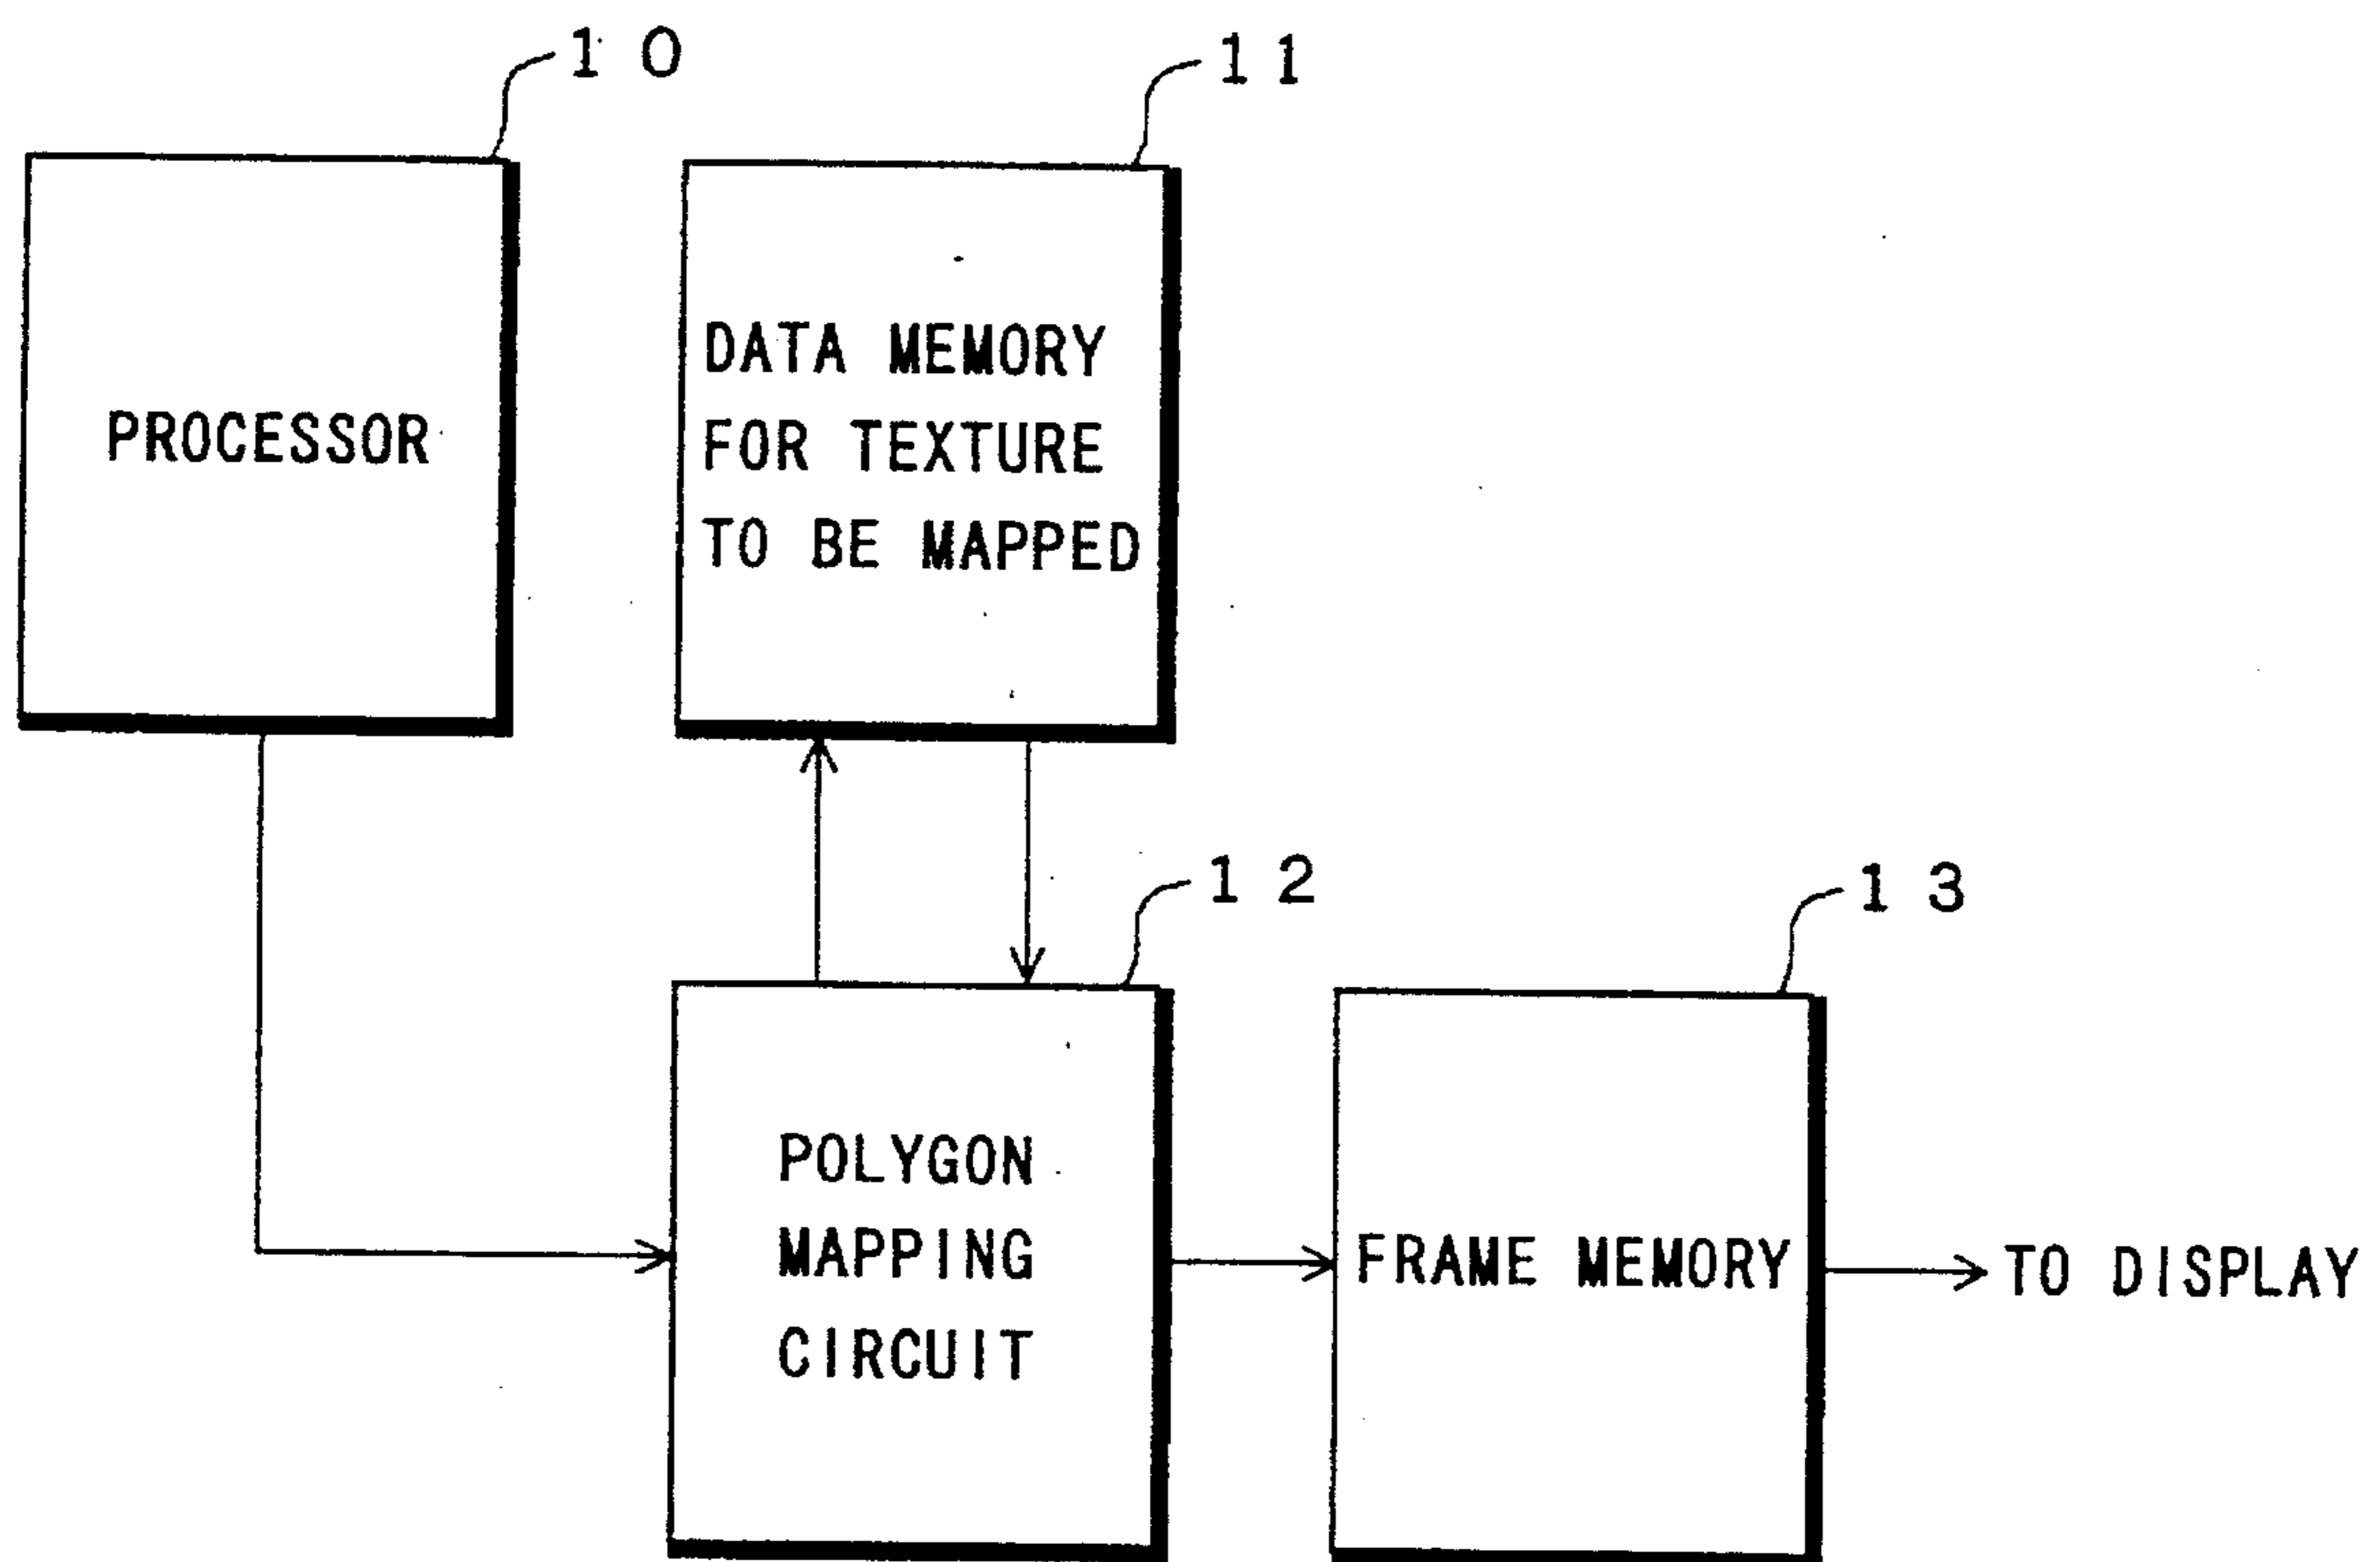 10
11
PROCESSOR
DATA MEMORY
FOR TEXTURE
TO BE MAPPED
12
13
POLYGON
MAPPING
CIRCUIT
FRAME MEMORY
TO DISPLAY